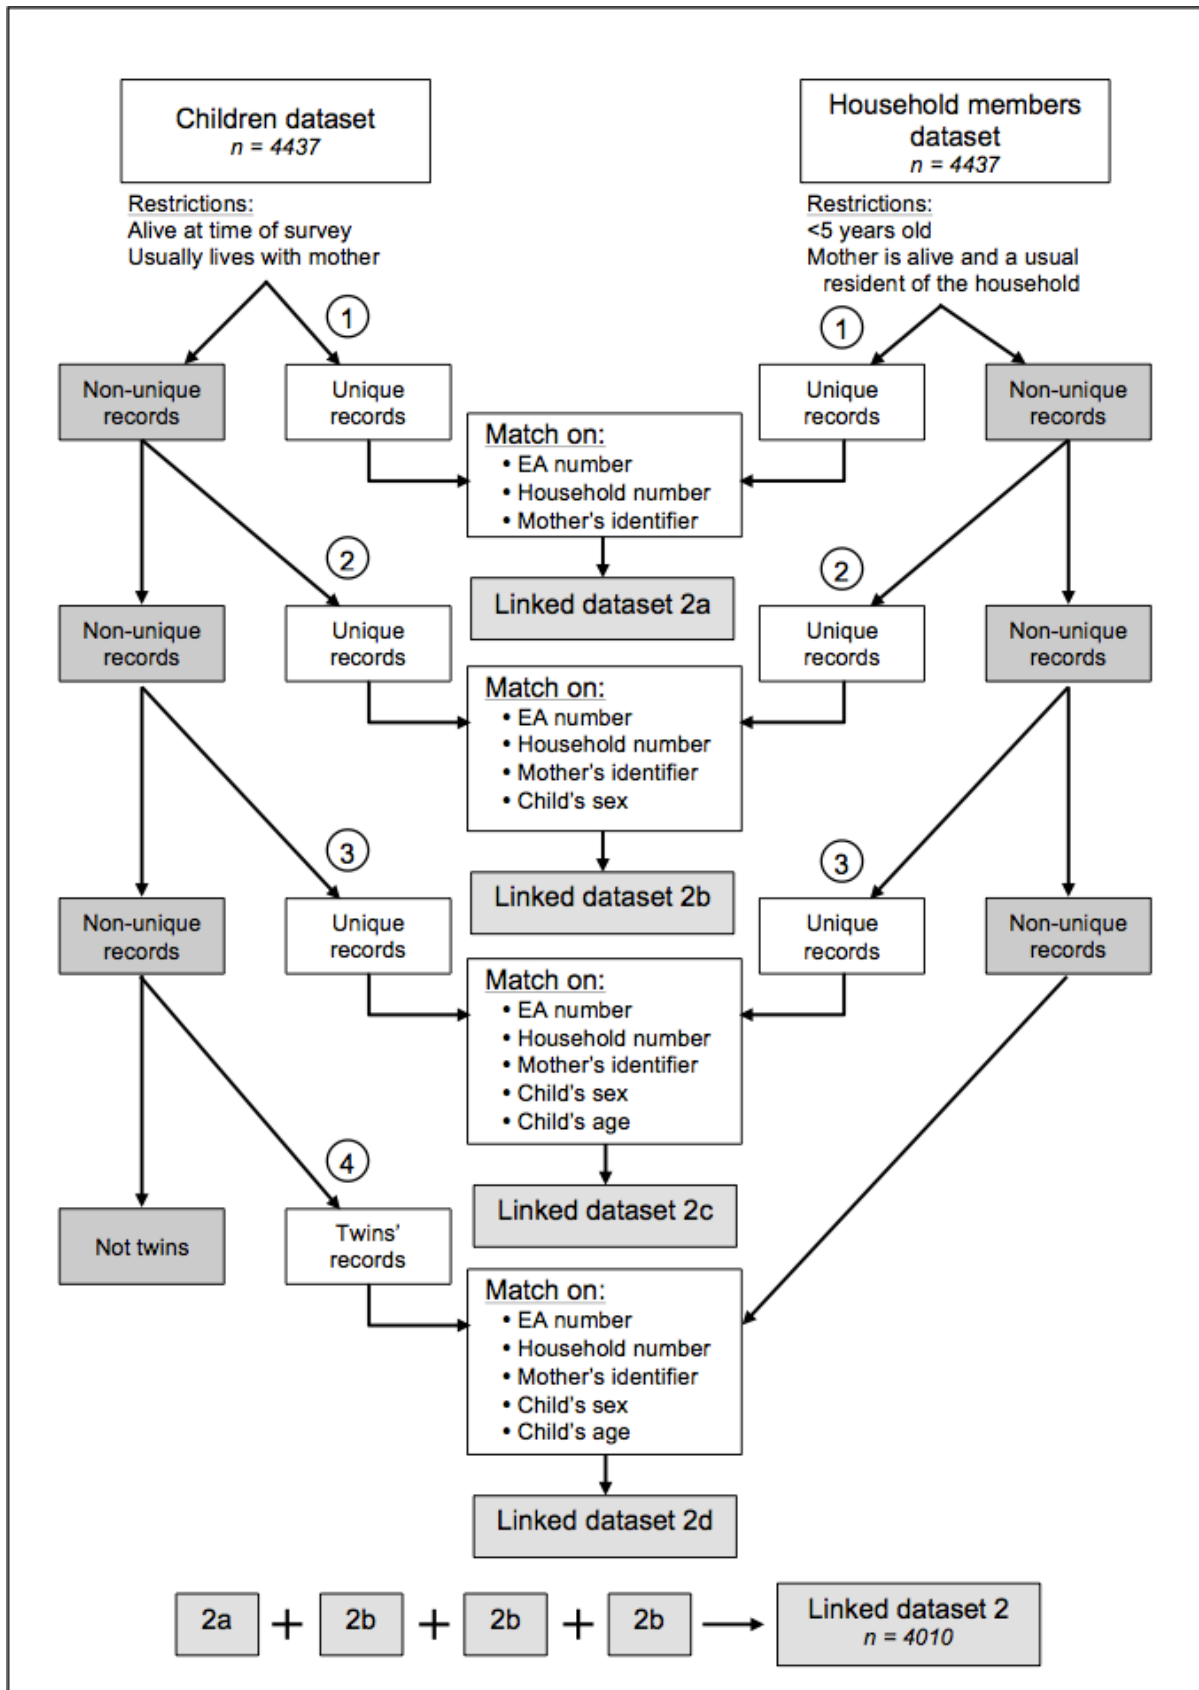 Children dataset
n = 4437
Household members
dataset
n = 4437
Restrictions:
Alive at time of survey
Usually lives with mother
Restrictions:
<5 years old
Mother is alive and a usual
resident of the household
1
1
Non-unique
records
Unique
records
Unique
records
Non-unique
records
Match on:
• EA number
• Household number
• Mother's identifier
2
2
Linked dataset 2a
Non-unique
records
Unique
records
Unique
records
Non-unique
records
Match on:
• EA number
• Household number
• Mother's identifier
• Child's sex
3
3
Linked dataset 2b
Non-unique
records
Unique
records
Unique
records
Non-unique
records
Match on:
• EA number
• Household number
• Mother's identifier
• Child's sex
• Child's age
4
Linked dataset 2c
Not twins
Twins'
records
Match on:
• EA number
• Household number
• Mother's identifier
• Child's sex
• Child's age
Linked dataset 2d
2a + 2b + 2b + 2b
Linked dataset 2
n = 4010